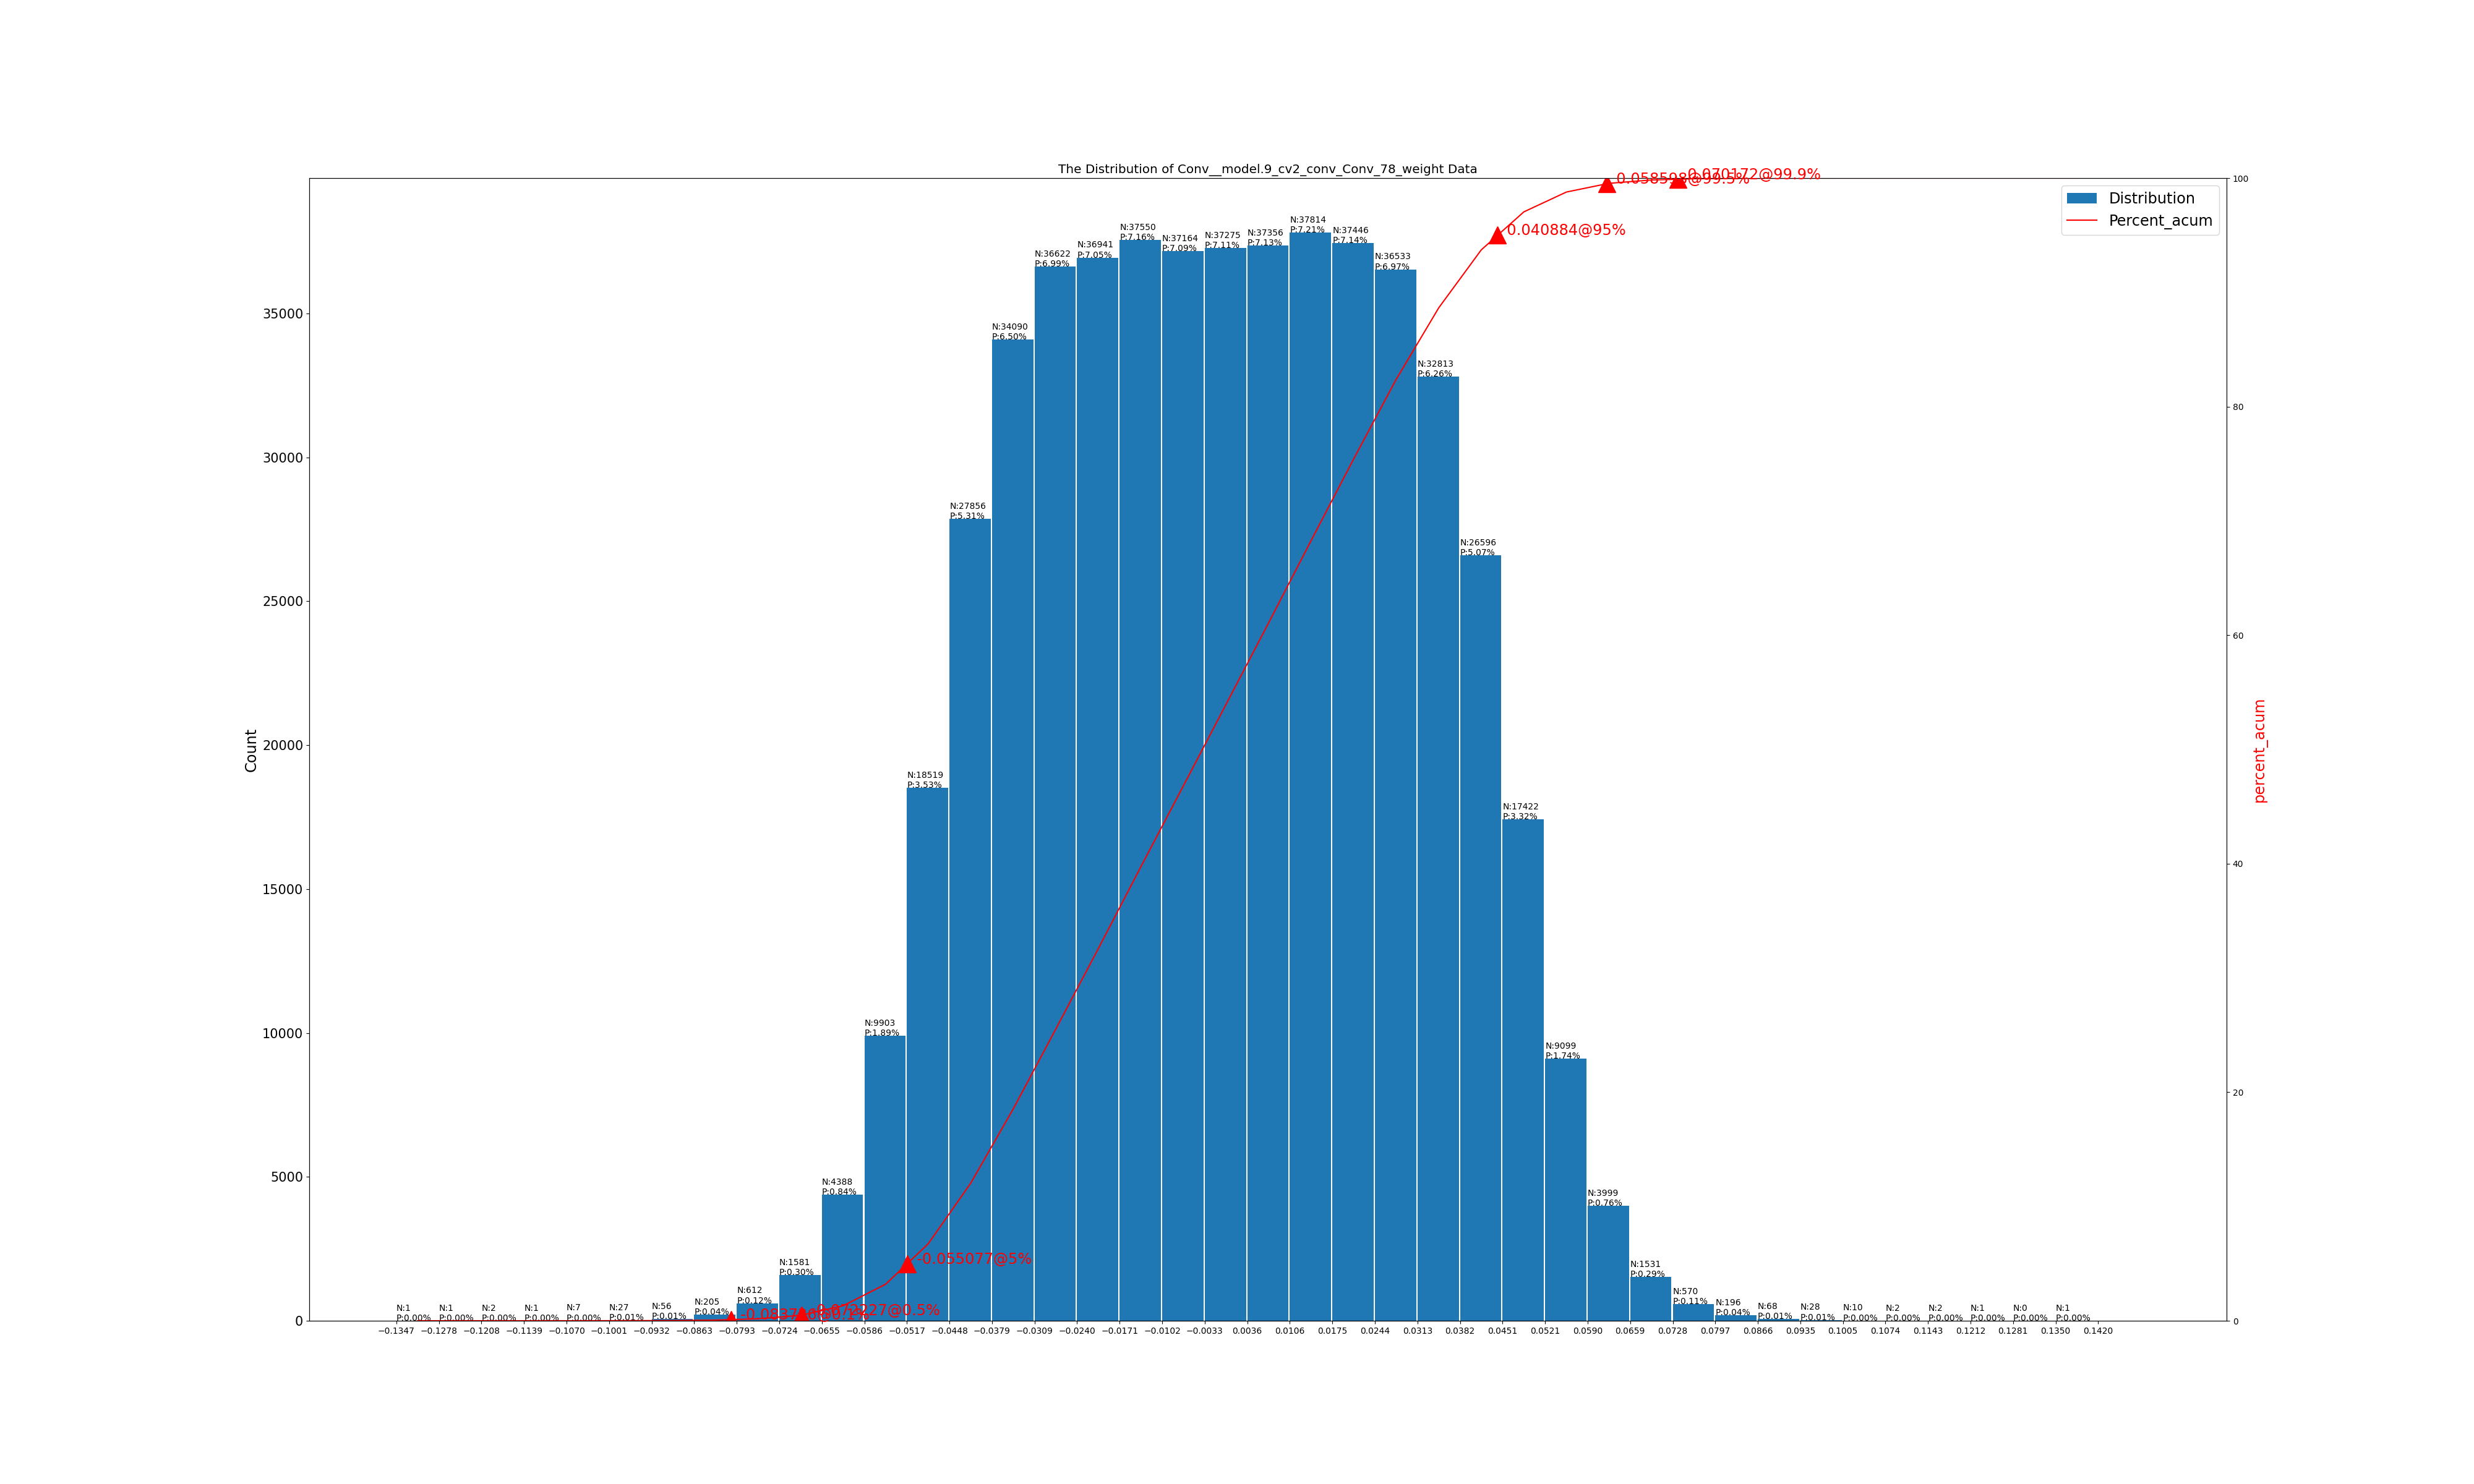 The Distribution of Conv__model.9_cv2_conv_Conv_78_weight Data
Distribution
Percent_acum
Count
percent_acum
0
5000
10000
15000
20000
25000
30000
35000
0
20
40
60
80
100
N:1
P:0.00%
N:1
P:0.00%
N:2
P:0.00%
N:1
P:0.00%
N:7
P:0.00%
N:27
P:0.01%
N:56
P:0.01%
N:205
P:0.04%
N:612
P:0.12%
N:1581
P:0.30%
N:4388
P:0.84%
N:9903
P:1.89%
N:18519
P:3.53%
N:27856
P:5.31%
N:34090
P:6.50%
N:36622
P:6.99%
N:36941
P:7.05%
N:37550
P:7.16%
N:37164
P:7.09%
N:37275
P:7.11%
N:37356
P:7.13%
N:37814
P:7.21%
N:37446
P:7.14%
N:36533
P:6.97%
N:32813
P:6.26%
N:26596
P:5.07%
N:17422
P:3.32%
N:9099
P:1.74%
N:3999
P:0.76%
N:1531
P:0.29%
N:570
P:0.11%
N:196
P:0.04%
N:68
P:0.01%
N:28
P:0.01%
N:10
P:0.00%
N:2
P:0.00%
N:2
P:0.00%
N:1
P:0.00%
N:0
P:0.00%
N:1
P:0.00%
-0.055077@5%
0.040884@95%
0.058598@99.5%
0.070172@99.9%
−0.1347
−0.1278
−0.1208
−0.1139
−0.1070
−0.1001
−0.0932
−0.0863
−0.0793
−0.0724
−0.0655
−0.0586
−0.0517
−0.0448
−0.0379
−0.0309
−0.0240
−0.0171
−0.0102
−0.0033
0.0036
0.0106
0.0175
0.0244
0.0313
0.0382
0.0451
0.0521
0.0590
0.0659
0.0728
0.0797
0.0866
0.0935
0.1005
0.1074
0.1143
0.1212
0.1281
0.1350
0.1420